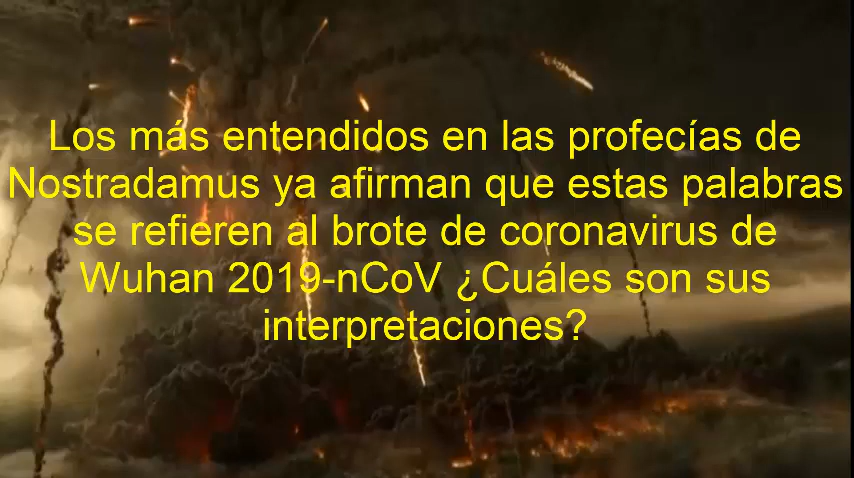 Los más entendidos en las profecías de
Nostradamus ya afirman que estas palabras
se refieren al brote de coronavirus de
Wuhan 2019-nCoV ¿Cuáles son sus
interpretaciones?